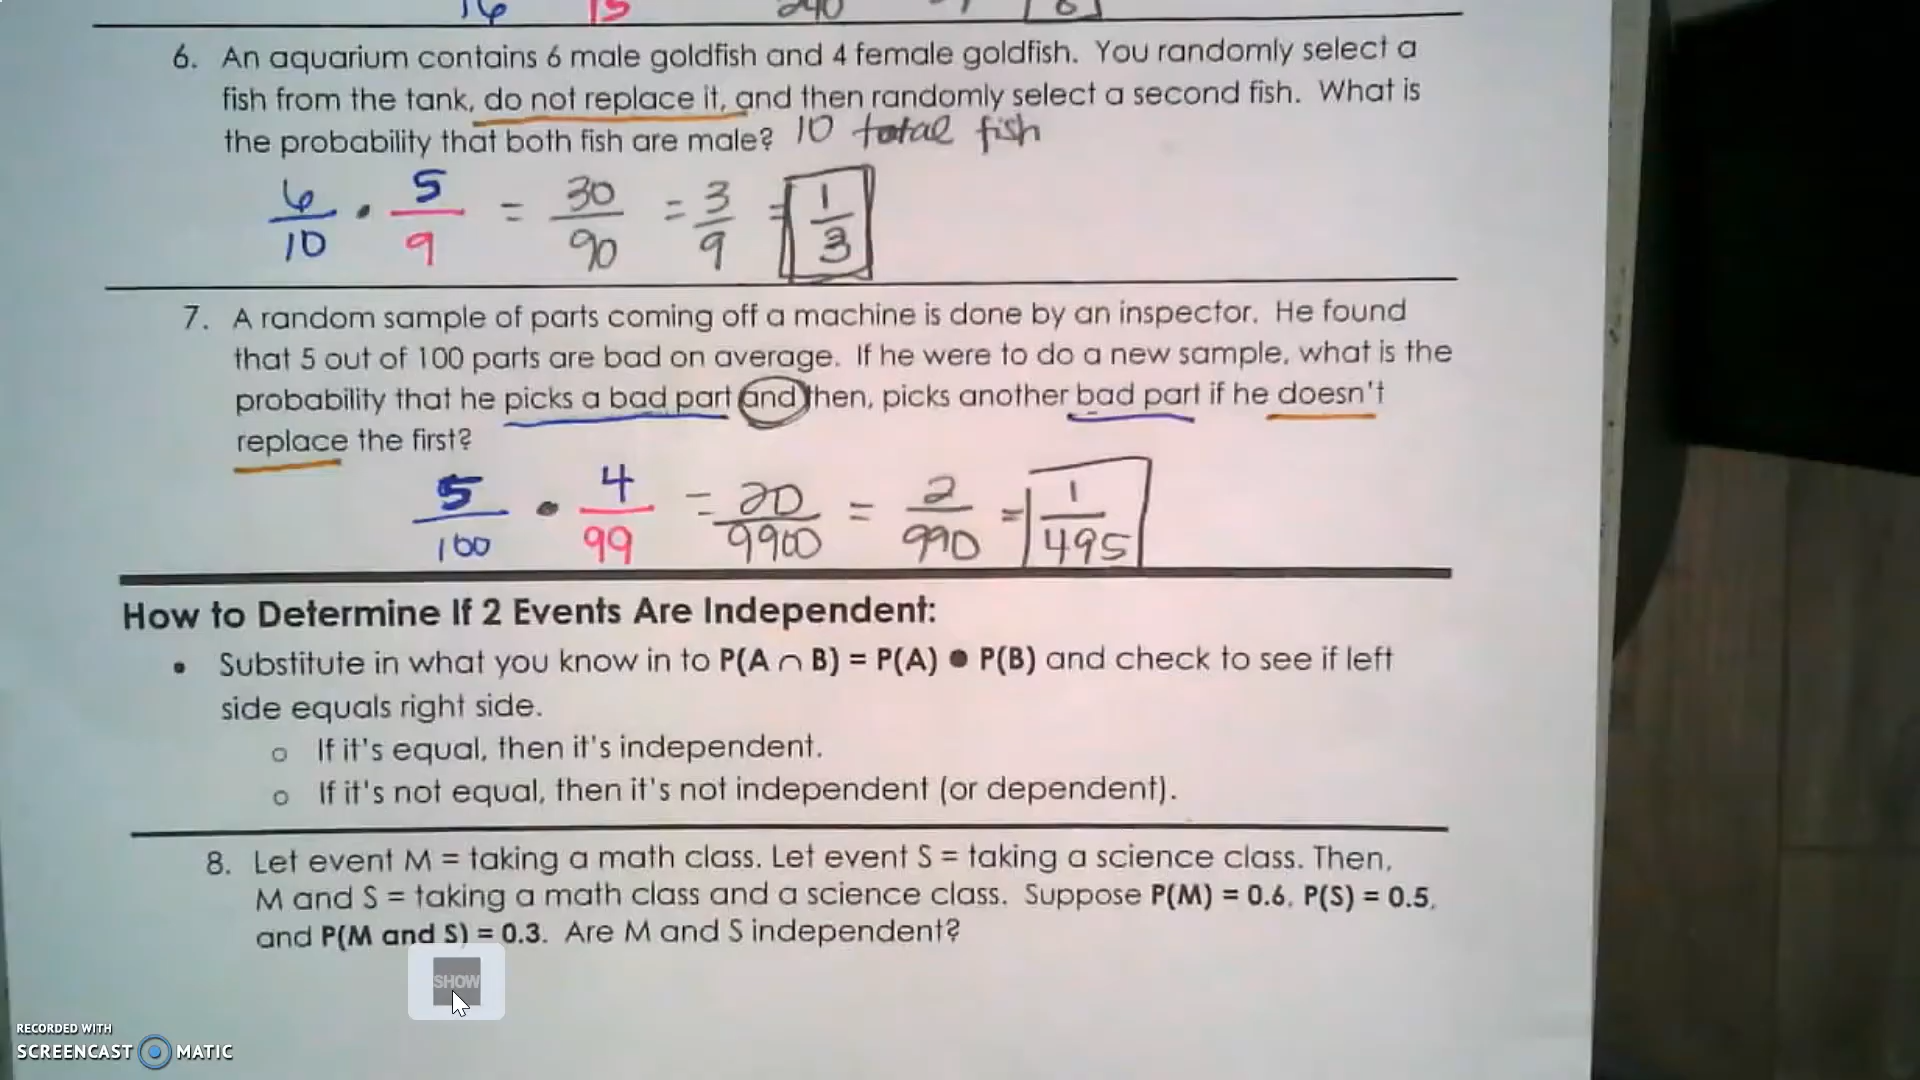 16 15 240
6. An aquarium contains 6 male goldfish and 4 female goldfish. You randomly select a
fish from the tank, do not replace it, and then randomly select a second fish. What is
the probability that both fish are male? 10 total fish
6/10 • 5/9 = 30/90 = 3/9 = 1/3
7. A random sample of parts coming off a machine is done by an inspector. He found
that 5 out of 100 parts are bad on average. If he were to do a new sample, what is the
probability that he picks a bad part and then, picks another bad part if he doesn't
replace the first?
5/100 • 4/99 = 20/9900 = 2/990 = 1/495
How to Determine If 2 Events Are Independent:
• Substitute in what you know in to P(A ∩ B) = P(A) ● P(B) and check to see if left
side equals right side.
o If it's equal, then it's independent.
o If it's not equal, then it's not independent (or dependent).
8. Let event M = taking a math class. Let event S = taking a science class. Then,
M and S = taking a math class and a science class. Suppose P(M) = 0.6, P(S) = 0.5,
and P(M and S) = 0.3. Are M and S independent?
SHOW
RECORDED WITH
SCREENCAST MATIC